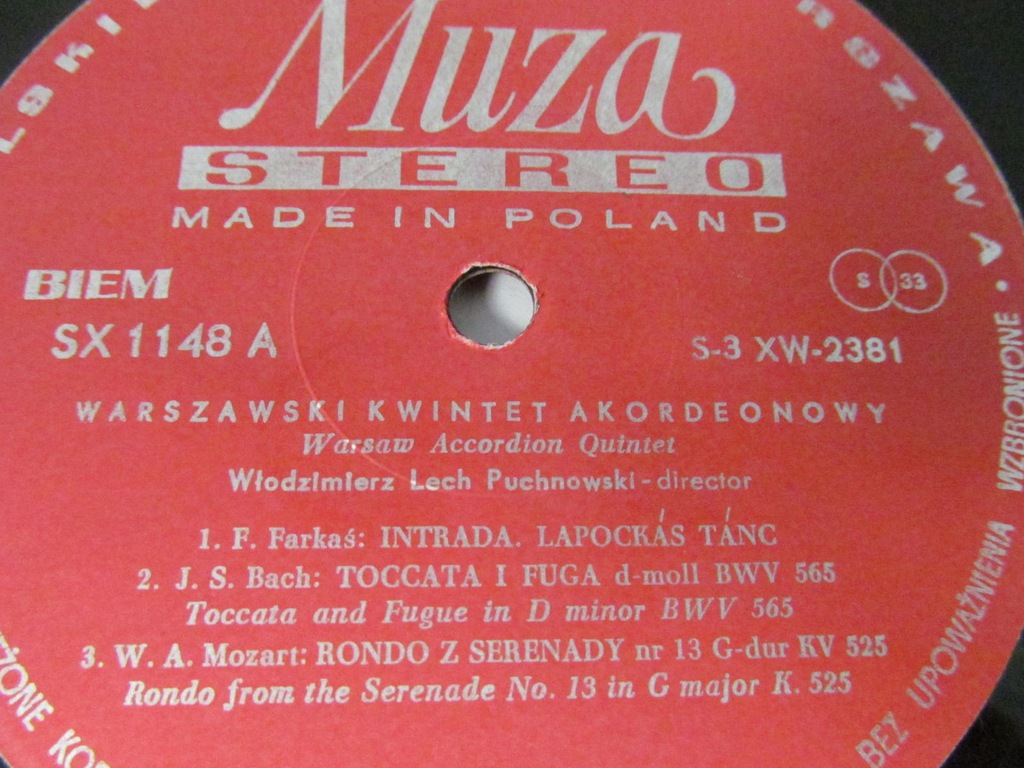 Muza
STEREO
MADE IN POLAND
BIEM
S 33
SX 1148 A
S-3 XW-2381
WARSZAWSKI KWINTET AKORDEONOWY
Warsaw Accordion Quintet
Włodzimierz Lech Puchnowski - director
1. F. Farkaś: INTRADA. LAPOCKÁS TÁNC
2. J. S. Bach: TOCCATA I FUGA d-moll BWV 565
Toccata and Fugue in D minor BWV 565
3. W. A. Mozart: RONDO Z SERENADY nr 13 G-dur KV 525
Rondo from the Serenade No. 13 in G major K. 525
RSZAWA •
BEZ UPOWAŻNIENIA WZBRONIONE